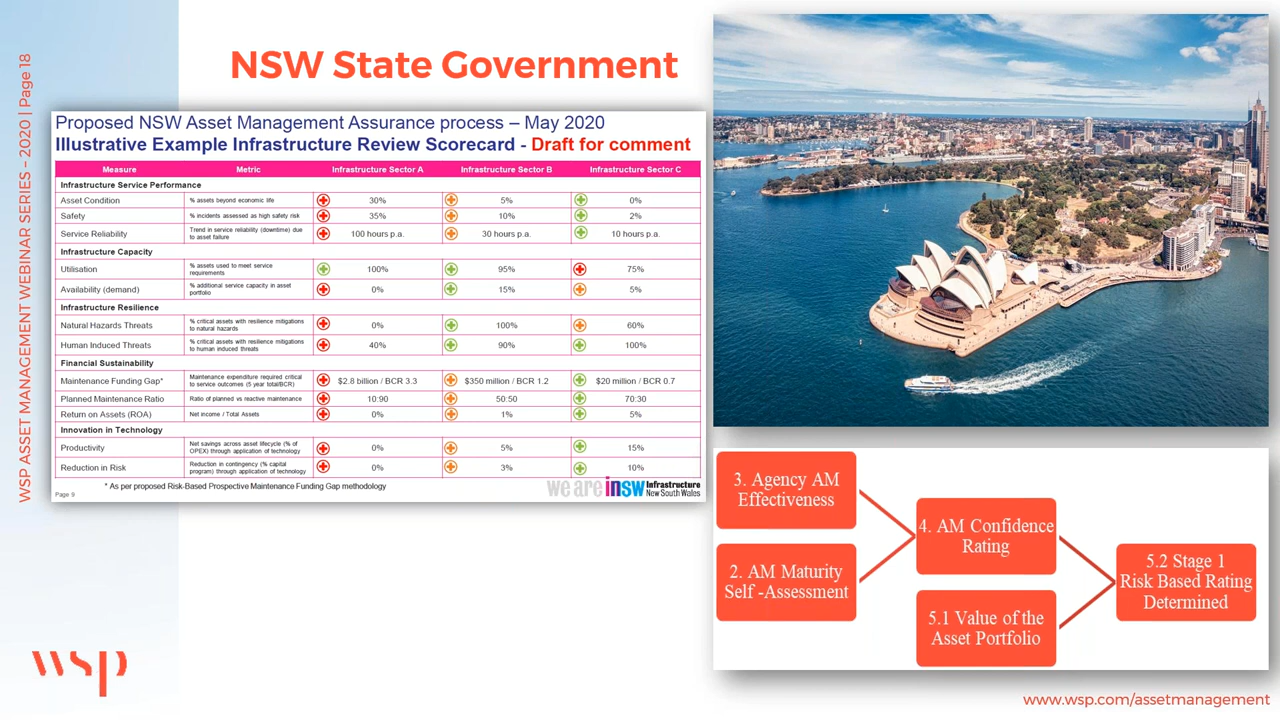 WSP ASSET MANAGEMENT WEBINAR SERIES – 2020 | Page 18
NSW State Government
Proposed NSW Asset Management Assurance process – May 2020
Illustrative Example Infrastructure Review Scorecard - Draft for comment
Measure Metric Infrastructure Sector A Infrastructure Sector B Infrastructure Sector C
Infrastructure Service Performance
Asset Condition % assets beyond economic life 30% 5% 0%
Safety % incidents assessed as high safety risk 35% 10% 2%
Service Reliability Trend in service reliability (downtime) due
to asset failure 100 hours p.a. 30 hours p.a. 10 hours p.a.
Infrastructure Capacity
Utilisation % assets used to meet service
requirements 100% 95% 75%
Availability (demand) % additional service capacity in asset
portfolio 0% 15% 5%
Infrastructure Resilience
Natural Hazards Threats % critical assets with resilience mitigations
to natural hazards 0% 100% 60%
Human Induced Threats % critical assets with resilience mitigations
to human induced threats 40% 90% 100%
Financial Sustainability
Maintenance Funding Gap* Maintenance expenditure required critical
to service outcomes (5 year total/BCR) $2.8 billion / BCR 3.3 $350 million / BCR 1.2 $20 million / BCR 0.7
Planned Maintenance Ratio Ratio of planned vs reactive maintenance 10:90 50:50 70:30
Return on Assets (ROA) Net income / Total Assets 0% 1% 5%
Innovation in Technology
Productivity Net savings across asset lifecycle (% of
OPEX) through application of technology 0% 5% 15%
Reduction in Risk Reduction in contingency (% capital
program) through application of technology 0% 3% 10%
* As per proposed Risk-Based Prospective Maintenance Funding Gap methodology
Page 9
we are insw Infrastructure
New South Wales
3. Agency AM
Effectiveness
2. AM Maturity
Self -Assessment
4. AM Confidence
Rating
5.1 Value of the
Asset Portfolio
5.2 Stage 1
Risk Based Rating
Determined
wsp
www.wsp.com/assetmanagement